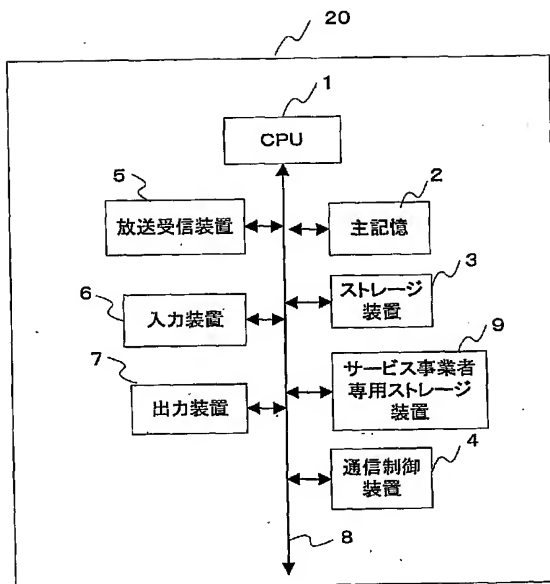 20
1
CPU
5
放送受信装置
2
主記憶
3
ストレージ
装置
6
入力装置
9
サービス事業者
専用ストレージ
装置
7
出力装置
4
通信制御
装置
8